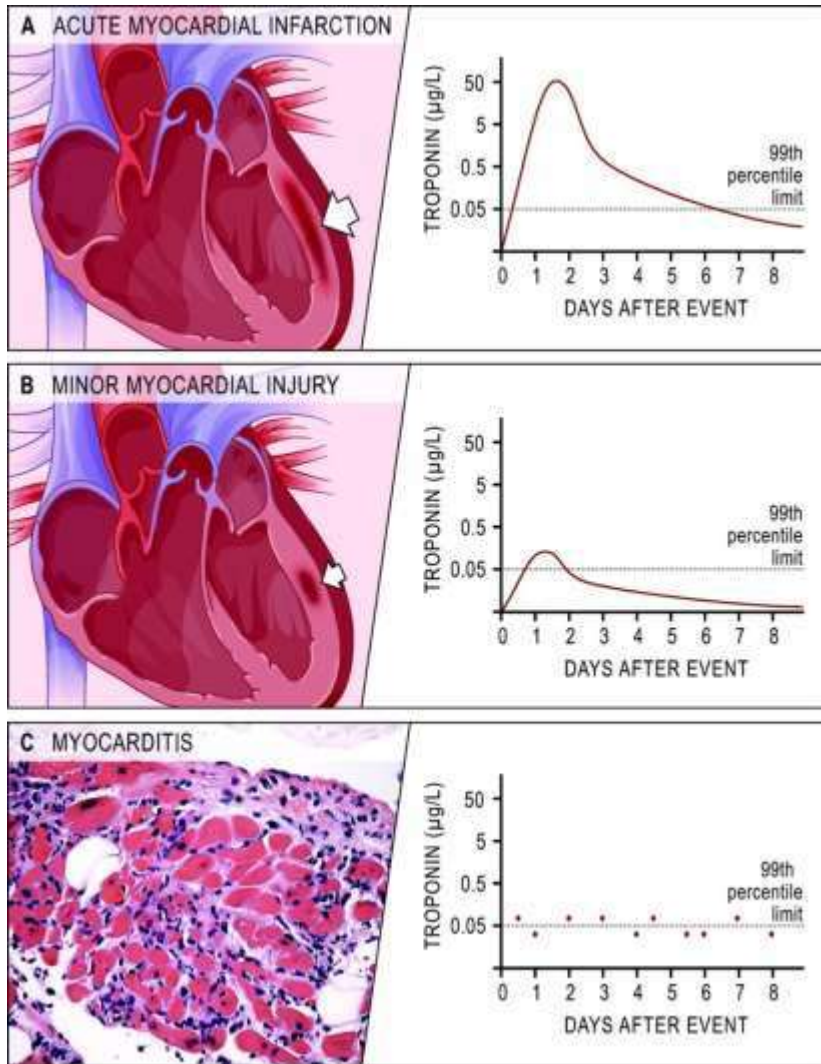 A ACUTE MYOCARDIAL INFARCTION
TROPONIN (µg/L)
50
5
0.5
0.05
99th
percentile
limit
0 1 2 3 4 5 6 7 8
DAYS AFTER EVENT
B MINOR MYOCARDIAL INJURY
TROPONIN (µg/L)
50
5
0.5
0.05
99th
percentile
limit
0 1 2 3 4 5 6 7 8
DAYS AFTER EVENT
C MYOCARDITIS
TROPONIN (µg/L)
50
5
0.5
0.05
99th
percentile
limit
0 1 2 3 4 5 6 7 8
DAYS AFTER EVENT